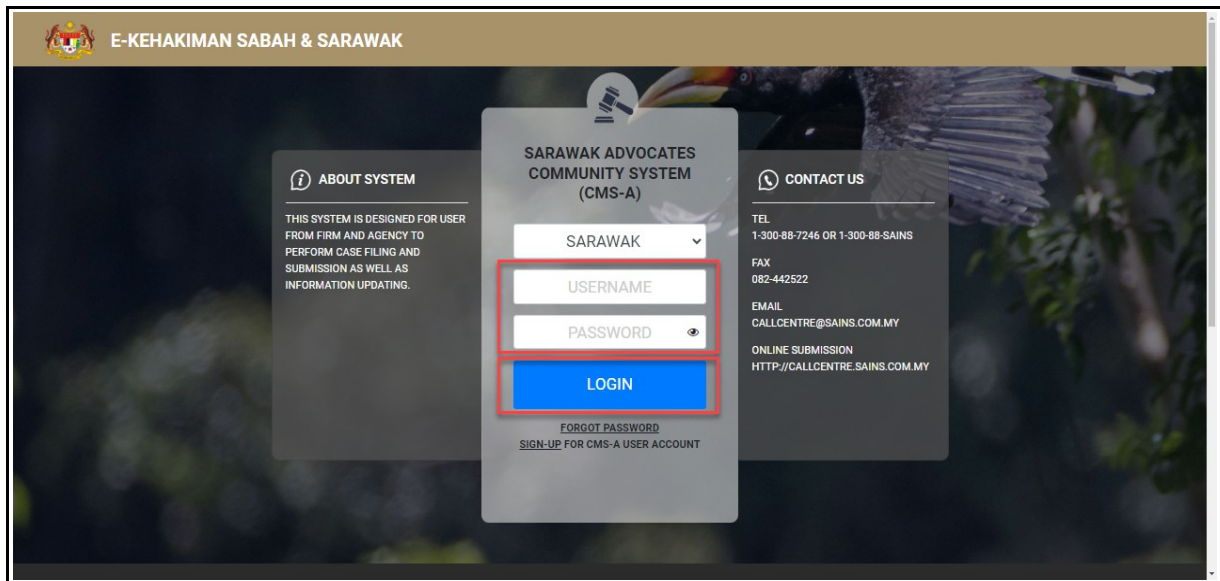 E-KEHAKIMAN SABAH & SARAWAK
ABOUT SYSTEM
THIS SYSTEM IS DESIGNED FOR USER
FROM FIRM AND AGENCY TO
PERFORM CASE FILING AND
SUBMISSION AS WELL AS
INFORMATION UPDATING.
SARAWAK ADVOCATES
COMMUNITY SYSTEM
(CMS-A)
SARAWAK
USERNAME
PASSWORD
LOGIN
FORGOT PASSWORD
SIGN-UP FOR CMS-A USER ACCOUNT
CONTACT US
TEL
1-300-88-7246 OR 1-300-88-SAINS
FAX
082-442522
EMAIL
CALLCENTRE@SAINS.COM.MY
ONLINE SUBMISSION
HTTP://CALLCENTRE.SAINS.COM.MY